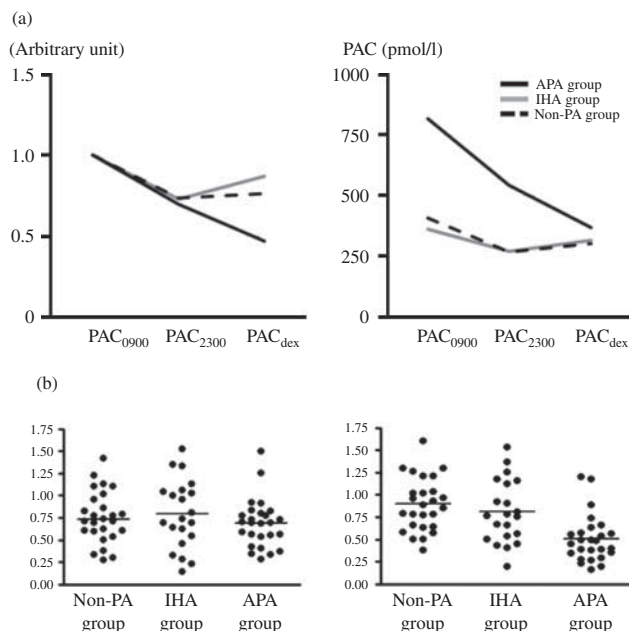 (a)
(Arbitrary unit)
1.5
1.0
0.5
0
PAC0900 PAC2300 PACdex
PAC (pmol/l)
1000
750
500
250
0
APA group
IHA group
Non-PA group
PAC0900 PAC2300 PACdex
(b)
1.75
1.50
1.25
1.00
0.75
0.50
0.25
0.00
Non-PA IHA APA
group group group
1.75
1.50
1.25
1.00
0.75
0.50
0.25
0.00
Non-PA IHA APA
group group group